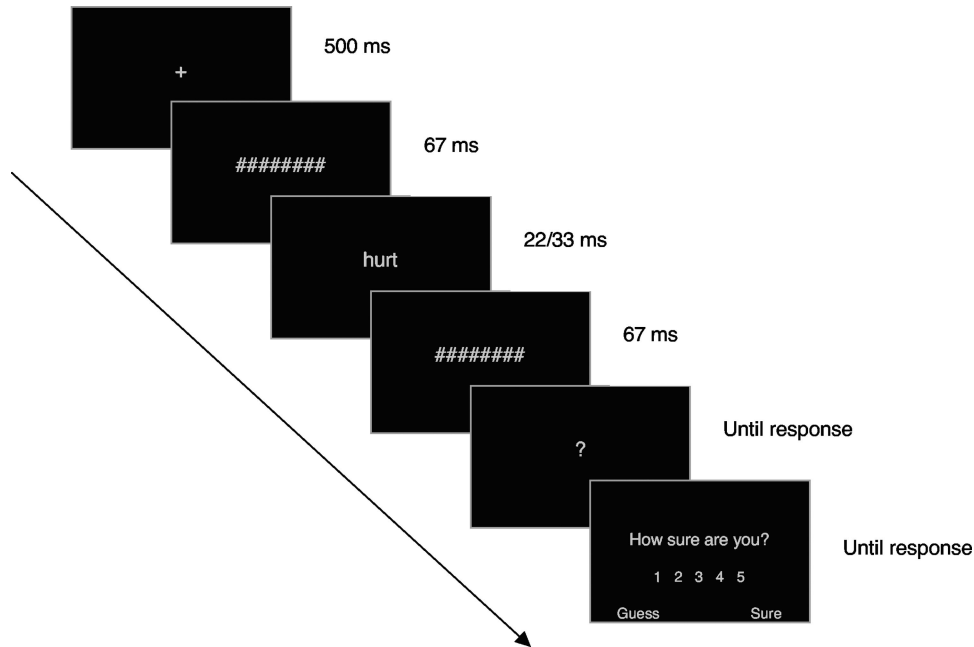 +
500 ms
########
67 ms
hurt
22/33 ms
########
67 ms
?
Until response
How sure are you?
1 2 3 4 5
Guess Sure
Until response